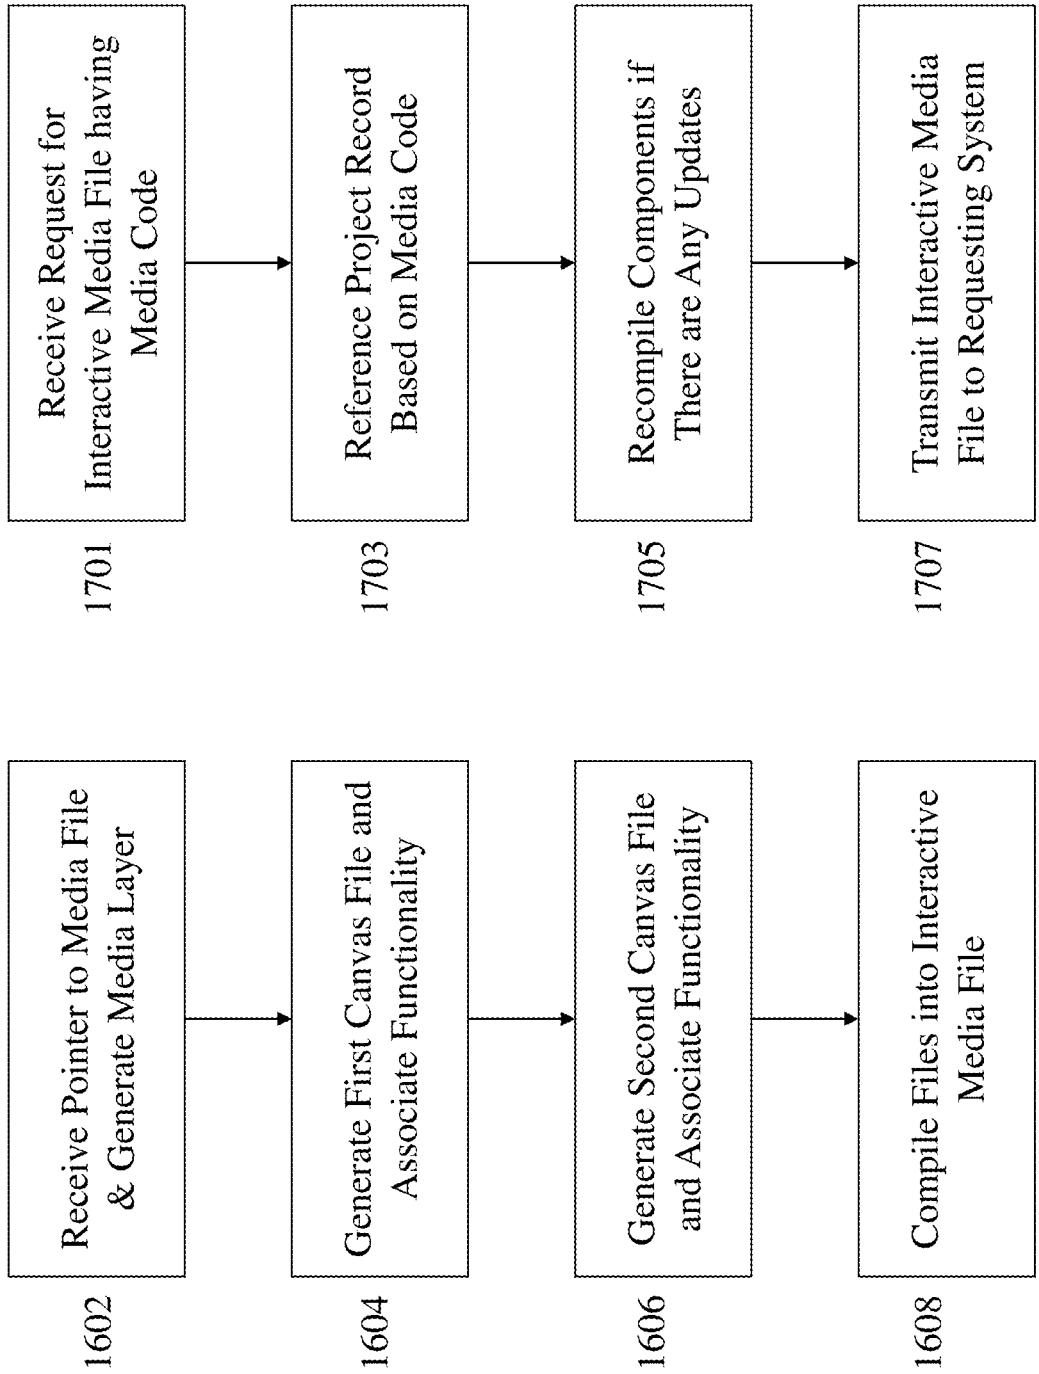 1602
Receive Pointer to Media File
& Generate Media Layer
1604
Generate First Canvas File and
Associate Functionality
1606
Generate Second Canvas File
and Associate Functionality
1608
Compile Files into Interactive
Media File
1701
Receive Request for
Interactive Media File having
Media Code
1703
Reference Project Record
Based on Media Code
1705
Recompile Components if
There are Any Updates
1707
Transmit Interactive Media
File to Requesting System